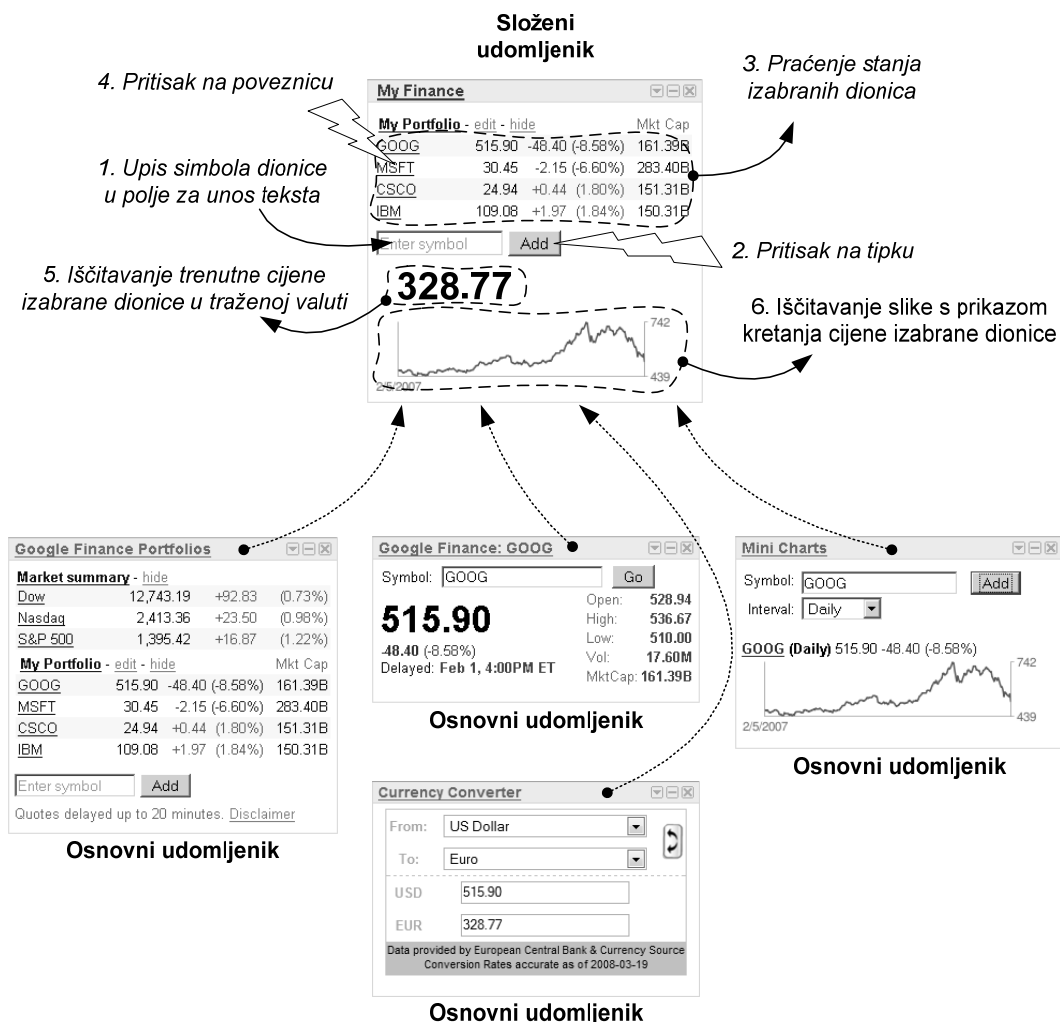 Složeni
udomljenik
4. Pritisak na poveznicu
3. Praćenje stanja
izabranih dionica
1. Upis simbola dionice
u polje za unos teksta
2. Pritisak na tipku
5. Iščitavanje trenutne cijene
izabrane dionice u traženoj valuti
6. Iščitavanje slike s prikazom
kretanja cijene izabrane dionice
My Finance
My Portfolio - edit - hide Mkt Cap
GOOG 515.90 -48.40 (-8.58%) 161.39B
MSFT 30.45 -2.15 (-6.60%) 283.40B
CSCO 24.94 +0.44 (1.80%) 151.31B
IBM 109.08 +1.97 (1.84%) 150.31B
Enter symbol Add
328.77
742
439
2/5/2007
Google Finance Portfolios
Market summary - hide
Dow 12,743.19 +92.83 (0.73%)
Nasdaq 2,413.36 +23.50 (0.98%)
S&P 500 1,395.42 +16.87 (1.22%)
My Portfolio - edit - hide Mkt Cap
GOOG 515.90 -48.40 (-8.58%) 161.39B
MSFT 30.45 -2.15 (-6.60%) 283.40B
CSCO 24.94 +0.44 (1.80%) 151.31B
IBM 109.08 +1.97 (1.84%) 150.31B
Enter symbol Add
Quotes delayed up to 20 minutes. Disclaimer
Osnovni udomljenik
Google Finance: GOOG
Symbol: GOOG Go
515.90
-48.40 (-8.58%)
Delayed: Feb 1, 4:00PM ET
Open: 528.94
High: 536.67
Low: 510.00
Vol: 17.60M
MktCap: 161.39B
Osnovni udomljenik
Mini Charts
Symbol: GOOG Add
Interval: Daily
GOOG (Daily) 515.90 -48.40 (-8.58%)
742
439
2/5/2007
Osnovni udomljenik
Currency Converter
From: US Dollar
To: Euro
USD 515.90
EUR 328.77
Data provided by European Central Bank & Currency Source
Conversion Rates accurate as of 2008-03-19
Osnovni udomljenik